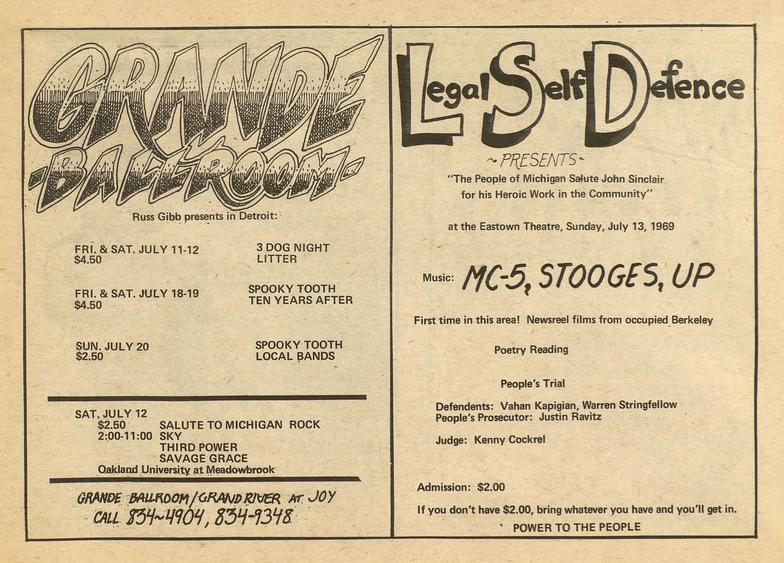 GRANDE
-BALLROOM-
Russ Gibb presents in Detroit:
FRI. & SAT. JULY 11-12 3 DOG NIGHT
$4.50 LITTER
FRI. & SAT. JULY 18-19 SPOOKY TOOTH
$4.50 TEN YEARS AFTER
SUN. JULY 20 SPOOKY TOOTH
$2.50 LOCAL BANDS
SAT. JULY 12
$2.50 SALUTE TO MICHIGAN ROCK
2:00-11:00 SKY
THIRD POWER
SAVAGE GRACE
Oakland University at Meadowbrook
GRANDE BALLROOM/GRAND RIVER AT JOY
CALL 834~4904, 834-9348
Legal Self Defence
~PRESENTS~
"The People of Michigan Salute John Sinclair
for his Heroic Work in the Community"
at the Eastown Theatre, Sunday, July 13, 1969
Music: MC-5, STOOGES, UP
First time in this area! Newsreel films from occupied Berkeley
Poetry Reading
People's Trial
Defendents: Vahan Kapigian, Warren Stringfellow
People's Prosecutor: Justin Ravitz
Judge: Kenny Cockrel
Admission: $2.00
If you don't have $2.00, bring whatever you have and you'll get in.
POWER TO THE PEOPLE